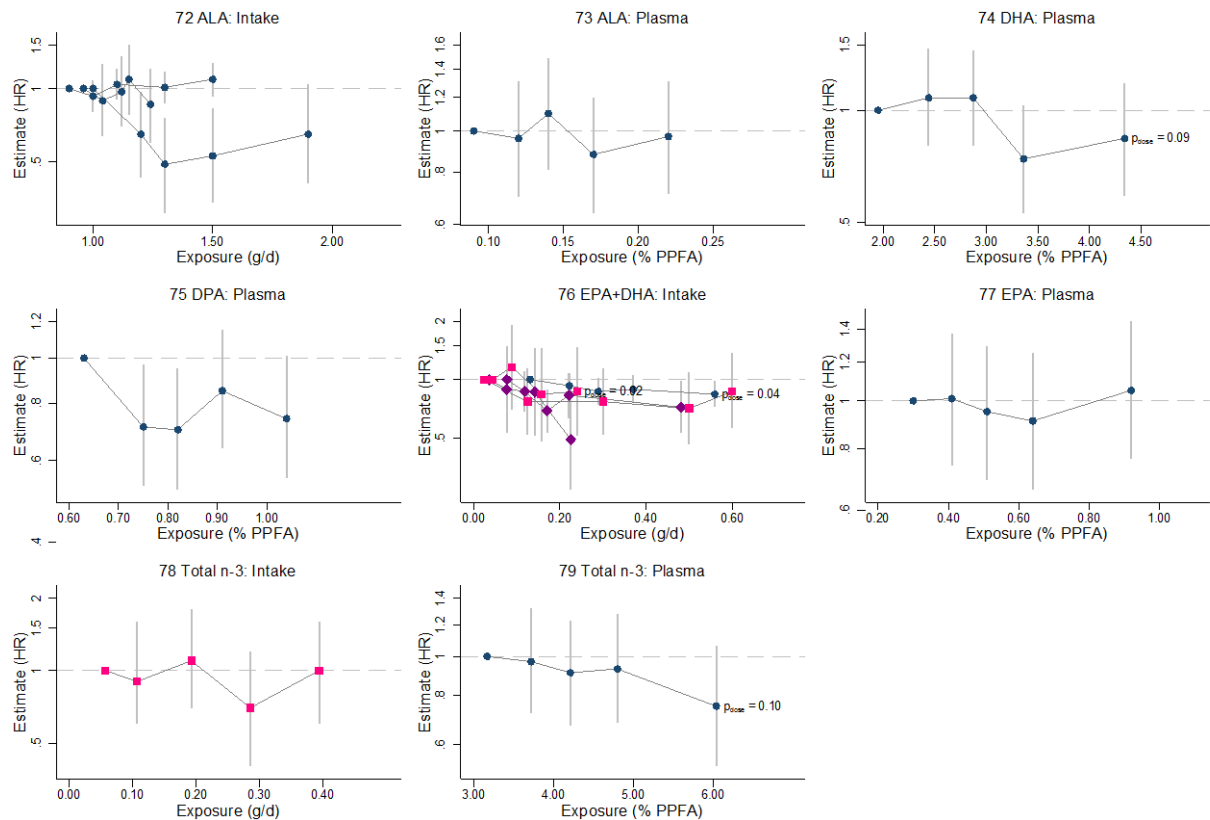 72 ALA: Intake
Estimate (HR)
1.5
1
.5
1.00 1.50 2.00
Exposure (g/d)
73 ALA: Plasma
Estimate (HR)
1.6
1.4
1.2
1
.8
.6
0.10 0.15 0.20 0.25
Exposure (% PPFA)
74 DHA: Plasma
Estimate (HR)
1.5
1
.5
p dose = 0.09
2.00 2.50 3.00 3.50 4.00 4.50
Exposure (% PPFA)
75 DPA: Plasma
Estimate (HR)
1.2
1
.8
.6
.4
0.60 0.70 0.80 0.90 1.00
Exposure (% PPFA)
76 EPA+DHA: Intake
Estimate (HR)
2
1.5
1
.5
p dose = 0.02
p dose = 0.04
0.00 0.20 0.40 0.60
Exposure (g/d)
77 EPA: Plasma
Estimate (HR)
1.4
1.2
1
.8
.6
0.20 0.40 0.60 0.80 1.00
Exposure (% PPFA)
78 Total n-3: Intake
Estimate (HR)
2
1.5
1
.5
0.00 0.10 0.20 0.30 0.40
Exposure (g/d)
79 Total n-3: Plasma
Estimate (HR)
1.4
1.2
1
.8
.6
p dose = 0.10
3.00 4.00 5.00 6.00
Exposure (% PPFA)